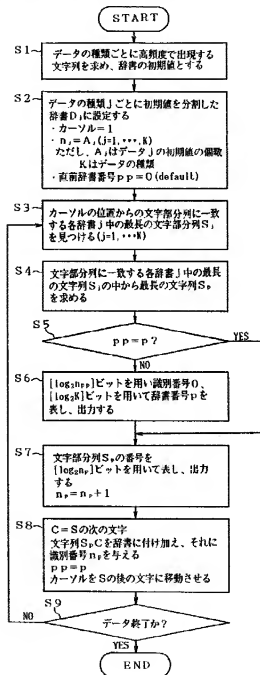 START
S1
データの種類ごとに高頻度で出現する
文字列を求め、辞書の初期値とする
S2
データの種類jごとに初期値を分割した
辞書Djに設定する
・カーソル=1
・nj=Aj(j=1,・・・K)
ただし、Ajはデータjの初期値の個数
Kはデータの種類
・直前辞書番号pp=0(default)
S3
カーソルの位置からの文字部分列に一致
する各辞書j中の最長の文字部分列Sj
を見つける(j=1,・・・K)
S4
文字部分列に一致する各辞書j中の最長
の文字列Sjの中から最長の文字列Sp
を求める
S5
pp=p?
YES
NO
S6
[log2npp]ビットを用い識別番号0、
[log2K]ビットを用いて辞書番号pを
表し、出力する
S7
文字部分列Spの番号を
[log2np]ビットを用いて表し、出力
する
np=np+1
S8
C=Sの次の文字
文字列SpCを辞書に付け加え、それに
識別番号npを与える
pp=p
カーソルをSの後の文字に移動させる
S9
NO
データ終了か?
YES
END